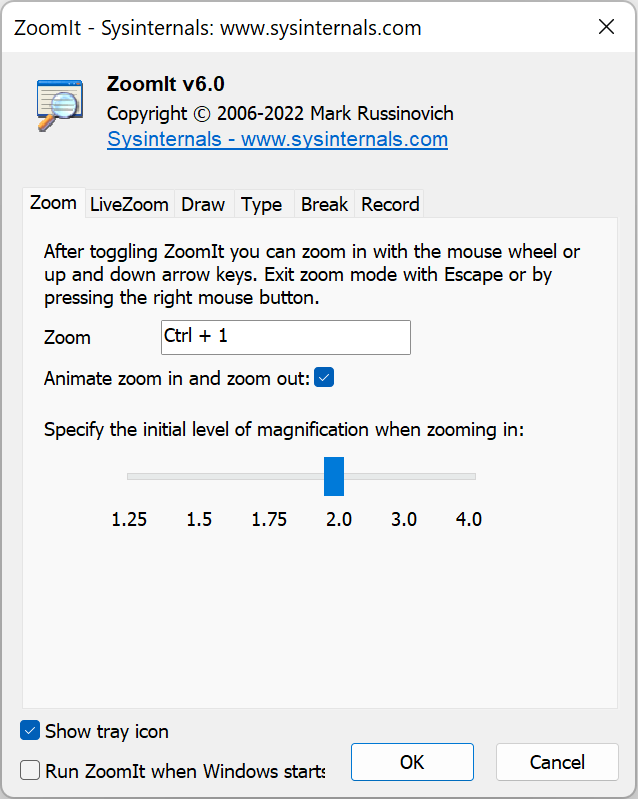 ZoomIt - Sysinternals: www.sysinternals.com
ZoomIt v6.0
Copyright © 2006-2022 Mark Russinovich
Sysinternals - www.sysinternals.com
Zoom LiveZoom Draw Type Break Record
After toggling ZoomIt you can zoom in with the mouse wheel or
up and down arrow keys. Exit zoom mode with Escape or by
pressing the right mouse button.
Zoom Ctrl + 1
Animate zoom in and zoom out:
Specify the initial level of magnification when zooming in:
1.25 1.5 1.75 2.0 3.0 4.0
Show tray icon
Run ZoomIt when Windows starts
OK Cancel